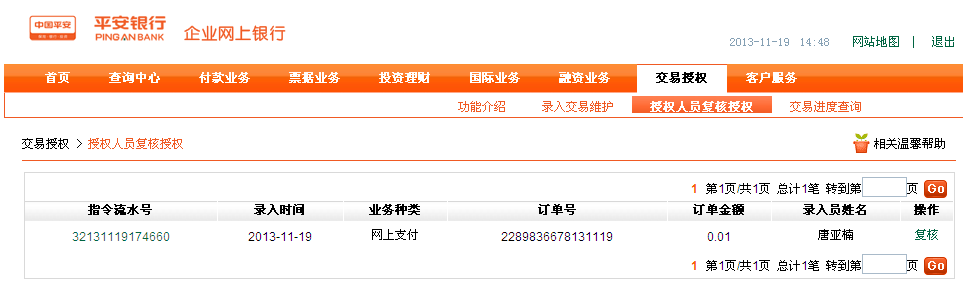 中国平安 平安银行 企业网上银行
保险·银行·投资
PINGAN BANK
2013-11-19 14:48 网站地图 | 退出
首页 查询中心 付款业务 票据业务 投资理财 国际业务 融资业务 交易授权 客户服务
功能介绍 录入交易維护 授权人员复核授权 交易进度查询
交易授权 > 授权人员复核授权 相关温馨帮助
1 第1页/共1页 总计1笔 转到第 页 Go
指令流水号 录入时间 业务种类 订单号 订单金额 录入员姓名 操作
32131119174660 2013-11-19 网上支付 2289836678131119 0.01 唐亚楠 复核
1 第1页/共1页 总计1笔 转到第 页 Go